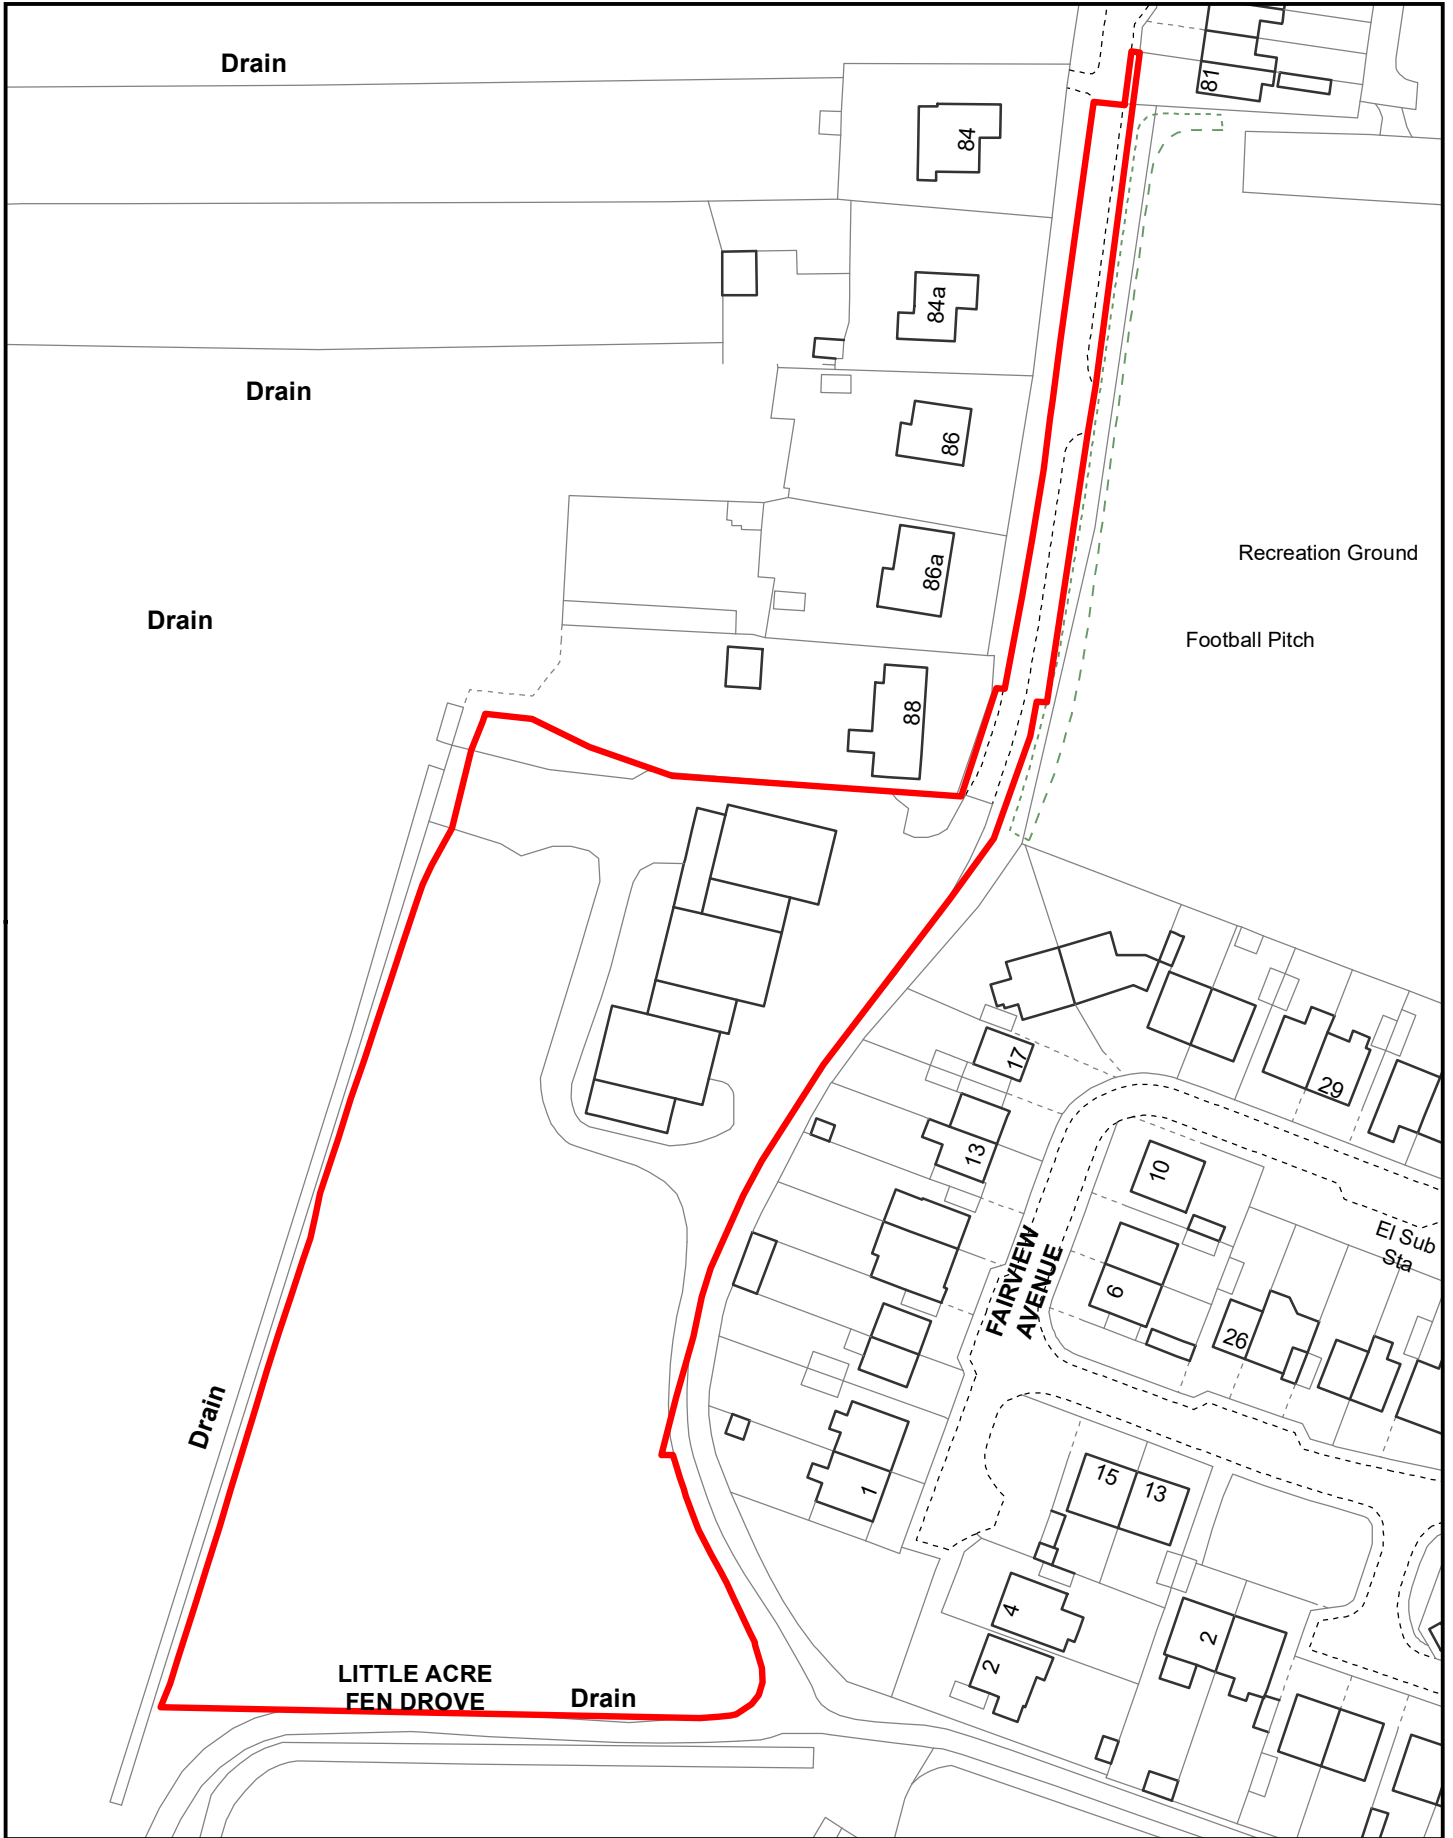 Drain
81
84
84a
Drain
86
Recreation Ground
86a
Drain
Football Pitch
88
17
29
13
10
El Sub
Sta
FAIRVIEW
AVENUE
6
26
Drain
15
13
1
4
2
2
LITTLE ACRE
FEN DROVE
Drain